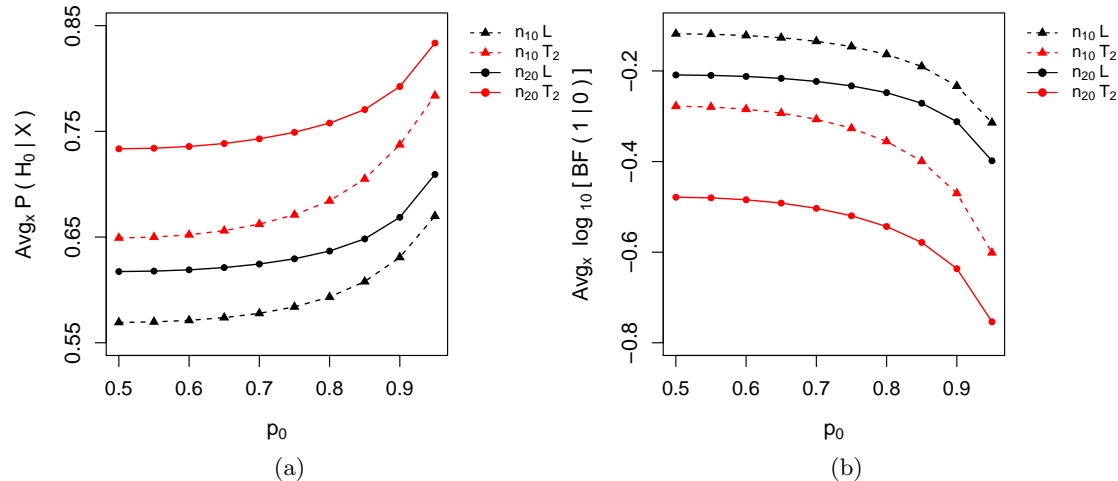 Avgₓ P ( H₀ | X )
0.55 0.65 0.75 0.85
0.5 0.6 0.7 0.8 0.9
p₀
n₁₀ L
n₁₀ T₂
n₂₀ L
n₂₀ T₂
(a)
Avgₓ log ₁₀ [ BF ( 1 | 0 ) ]
−0.8 −0.6 −0.4 −0.2
0.5 0.6 0.7 0.8 0.9
p₀
n₁₀ L
n₁₀ T₂
n₂₀ L
n₂₀ T₂
(b)